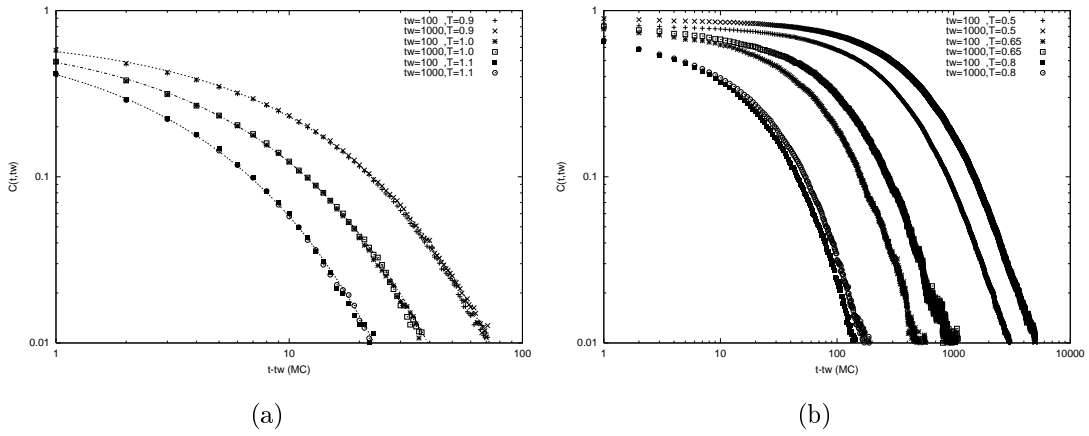 1
0.1
0.01
1
10
100
C(t,tw)
t-tw (MC)
tw=100 ,T=0.9
tw=1000,T=0.9
tw=100 ,T=1.0
tw=1000,T=1.0
tw=100 ,T=1.1
tw=1000,T=1.1
(a)
1
0.1
0.01
1
10
100
1000
10000
C(t,tw)
t-tw (MC)
tw=100 ,T=0.5
tw=1000,T=0.5
tw=100 ,T=0.65
tw=1000,T=0.65
tw=100 ,T=0.8
tw=1000,T=0.8
(b)